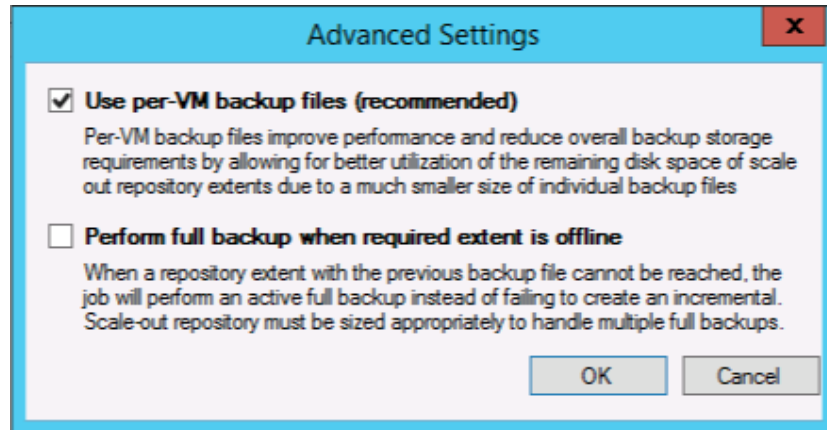 Advanced Settings
x
Use per-VM backup files (recommended)
Per-VM backup files improve performance and reduce overall backup storage
requirements by allowing for better utilization of the remaining disk space of scale
out repository extents due to a much smaller size of individual backup files
Perform full backup when required extent is offline
When a repository extent with the previous backup file cannot be reached, the
job will perform an active full backup instead of failing to create an incremental.
Scale-out repository must be sized appropriately to handle multiple full backups.
OK Cancel